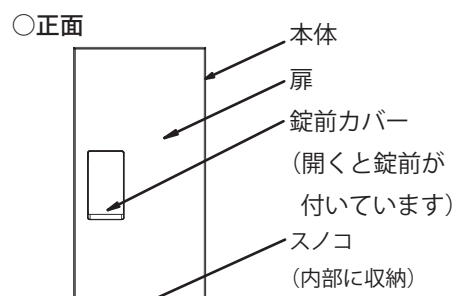 ○正面
本体
扉
錠前カバー
（開くと錠前が
付いています）
スノコ
（内部に収納）